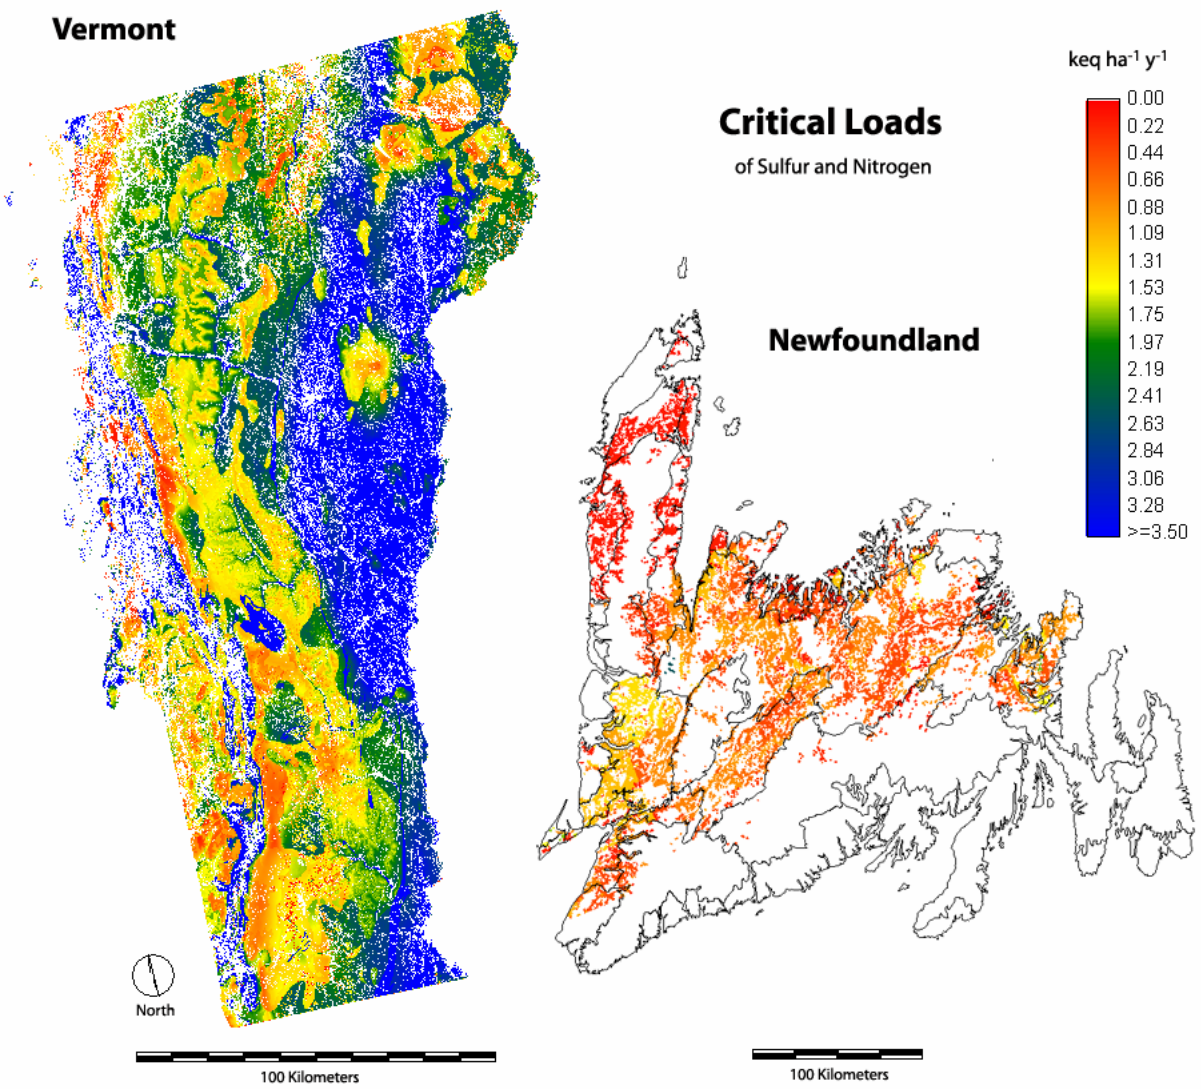 Vermont
keq ha-1 y-1
0.00
Critical Loads
0.22
0.44
of Sulfur and Nitrogen
0.66
0.88
1.09
1.31
1.53
1.75
Newfoundland
1.97
2.19
2.41
2.63
2.84
3.06
3.28
>=3.50
North
100 Kilometers
100 Kilometers